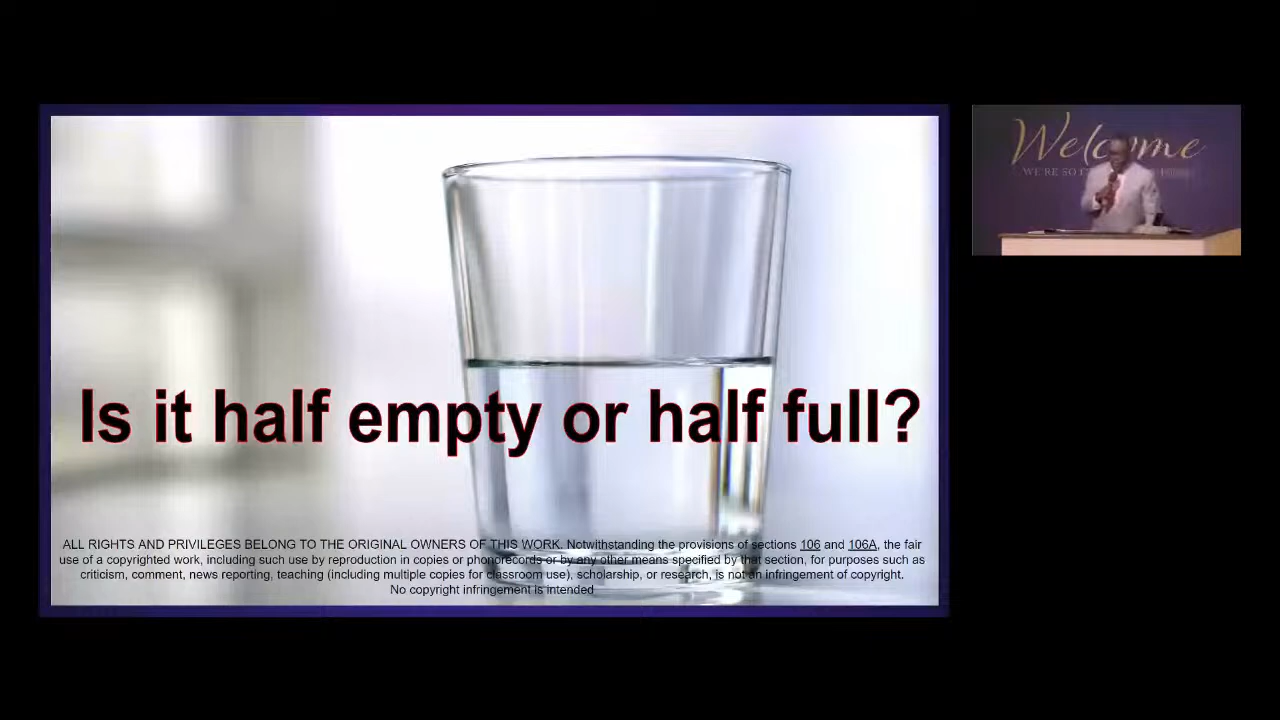 Is it half empty or half full?
ALL RIGHTS AND PRIVILEGES BELONG TO THE ORIGINAL OWNERS OF THIS WORK. Notwithstanding the provisions of sections 106 and 106A, the fair
use of a copyrighted work, including such use by reproduction in copies or phonorecords or by any other means specified by that section, for purposes such as
criticism, comment, news reporting, teaching (including multiple copies for classroom use), scholarship, or research, is not an infringement of copyright.
No copyright infringement is intended
Welcome
WE'RE SO